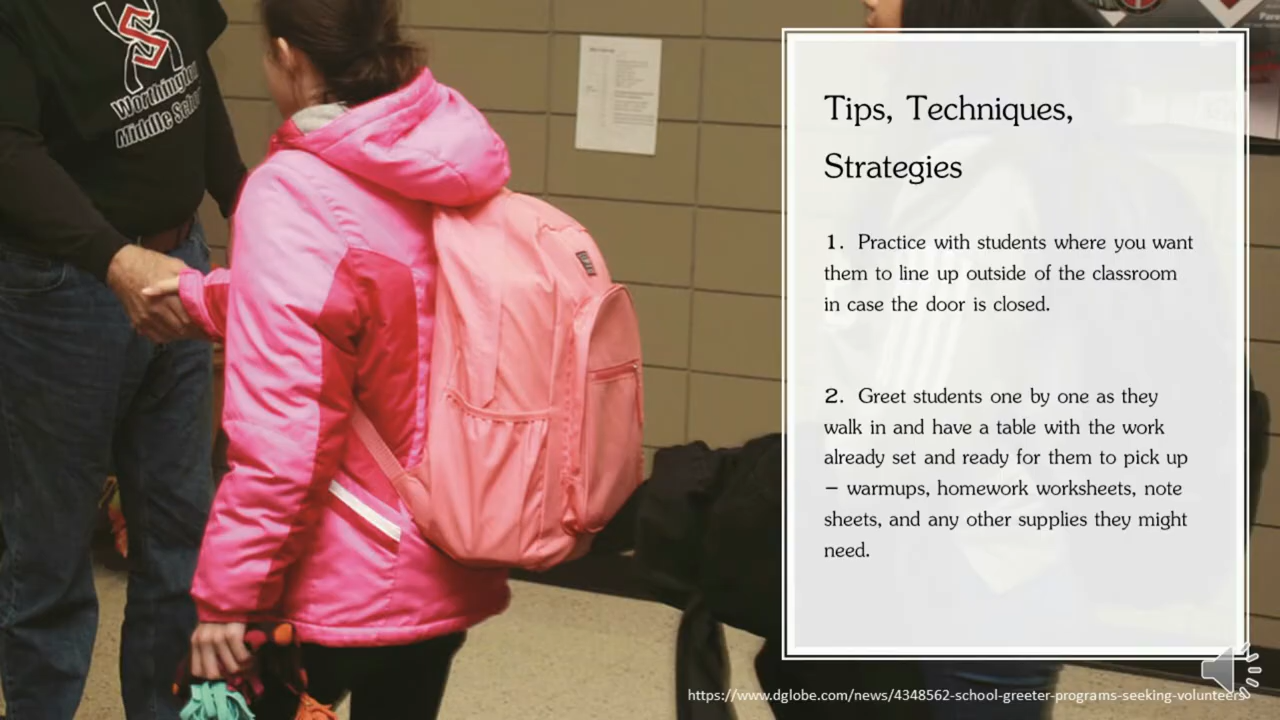 Worthington
Middle School
Tips, Techniques,
Strategies
1. Practice with students where you want
them to line up outside of the classroom
in case the door is closed.
2. Greet students one by one as they
walk in and have a table with the work
already set and ready for them to pick up
– warmups, homework worksheets, note
sheets, and any other supplies they might
need.
https://www.dglobe.com/news/4348562-school-greeter-programs-seeking-volunteers